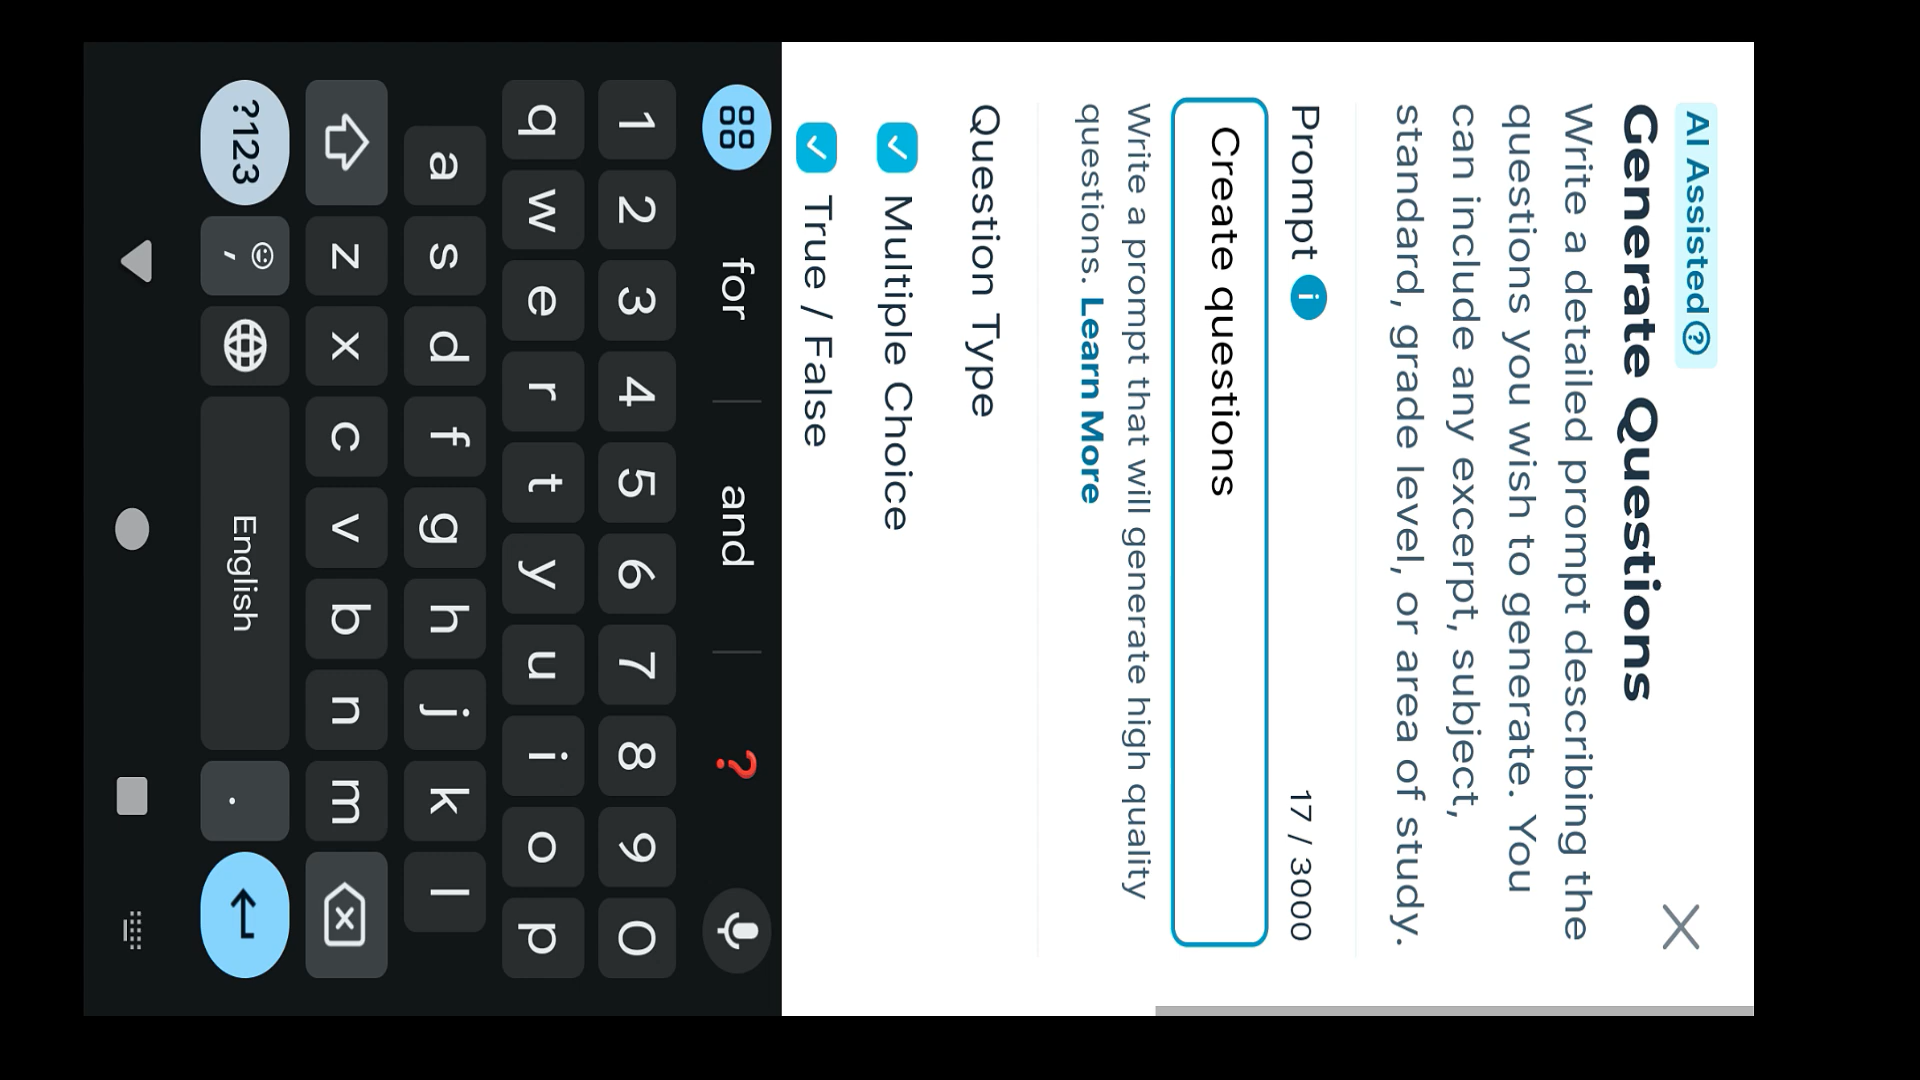 AI Assisted
Generate Questions
Write a detailed prompt describing the
questions you wish to generate. You
can include any excerpt, subject,
standard, grade level, or area of study.
Prompt i
17 / 3000
Create questions
Write a prompt that will generate high quality
questions. Learn More
Question Type
Multiple Choice
True / False
for and ?
1 2 3 4 5 6 7 8 9 0
q w e r t y u i o p
a s d f g h j k l
z x c v b n m
?123 , English .